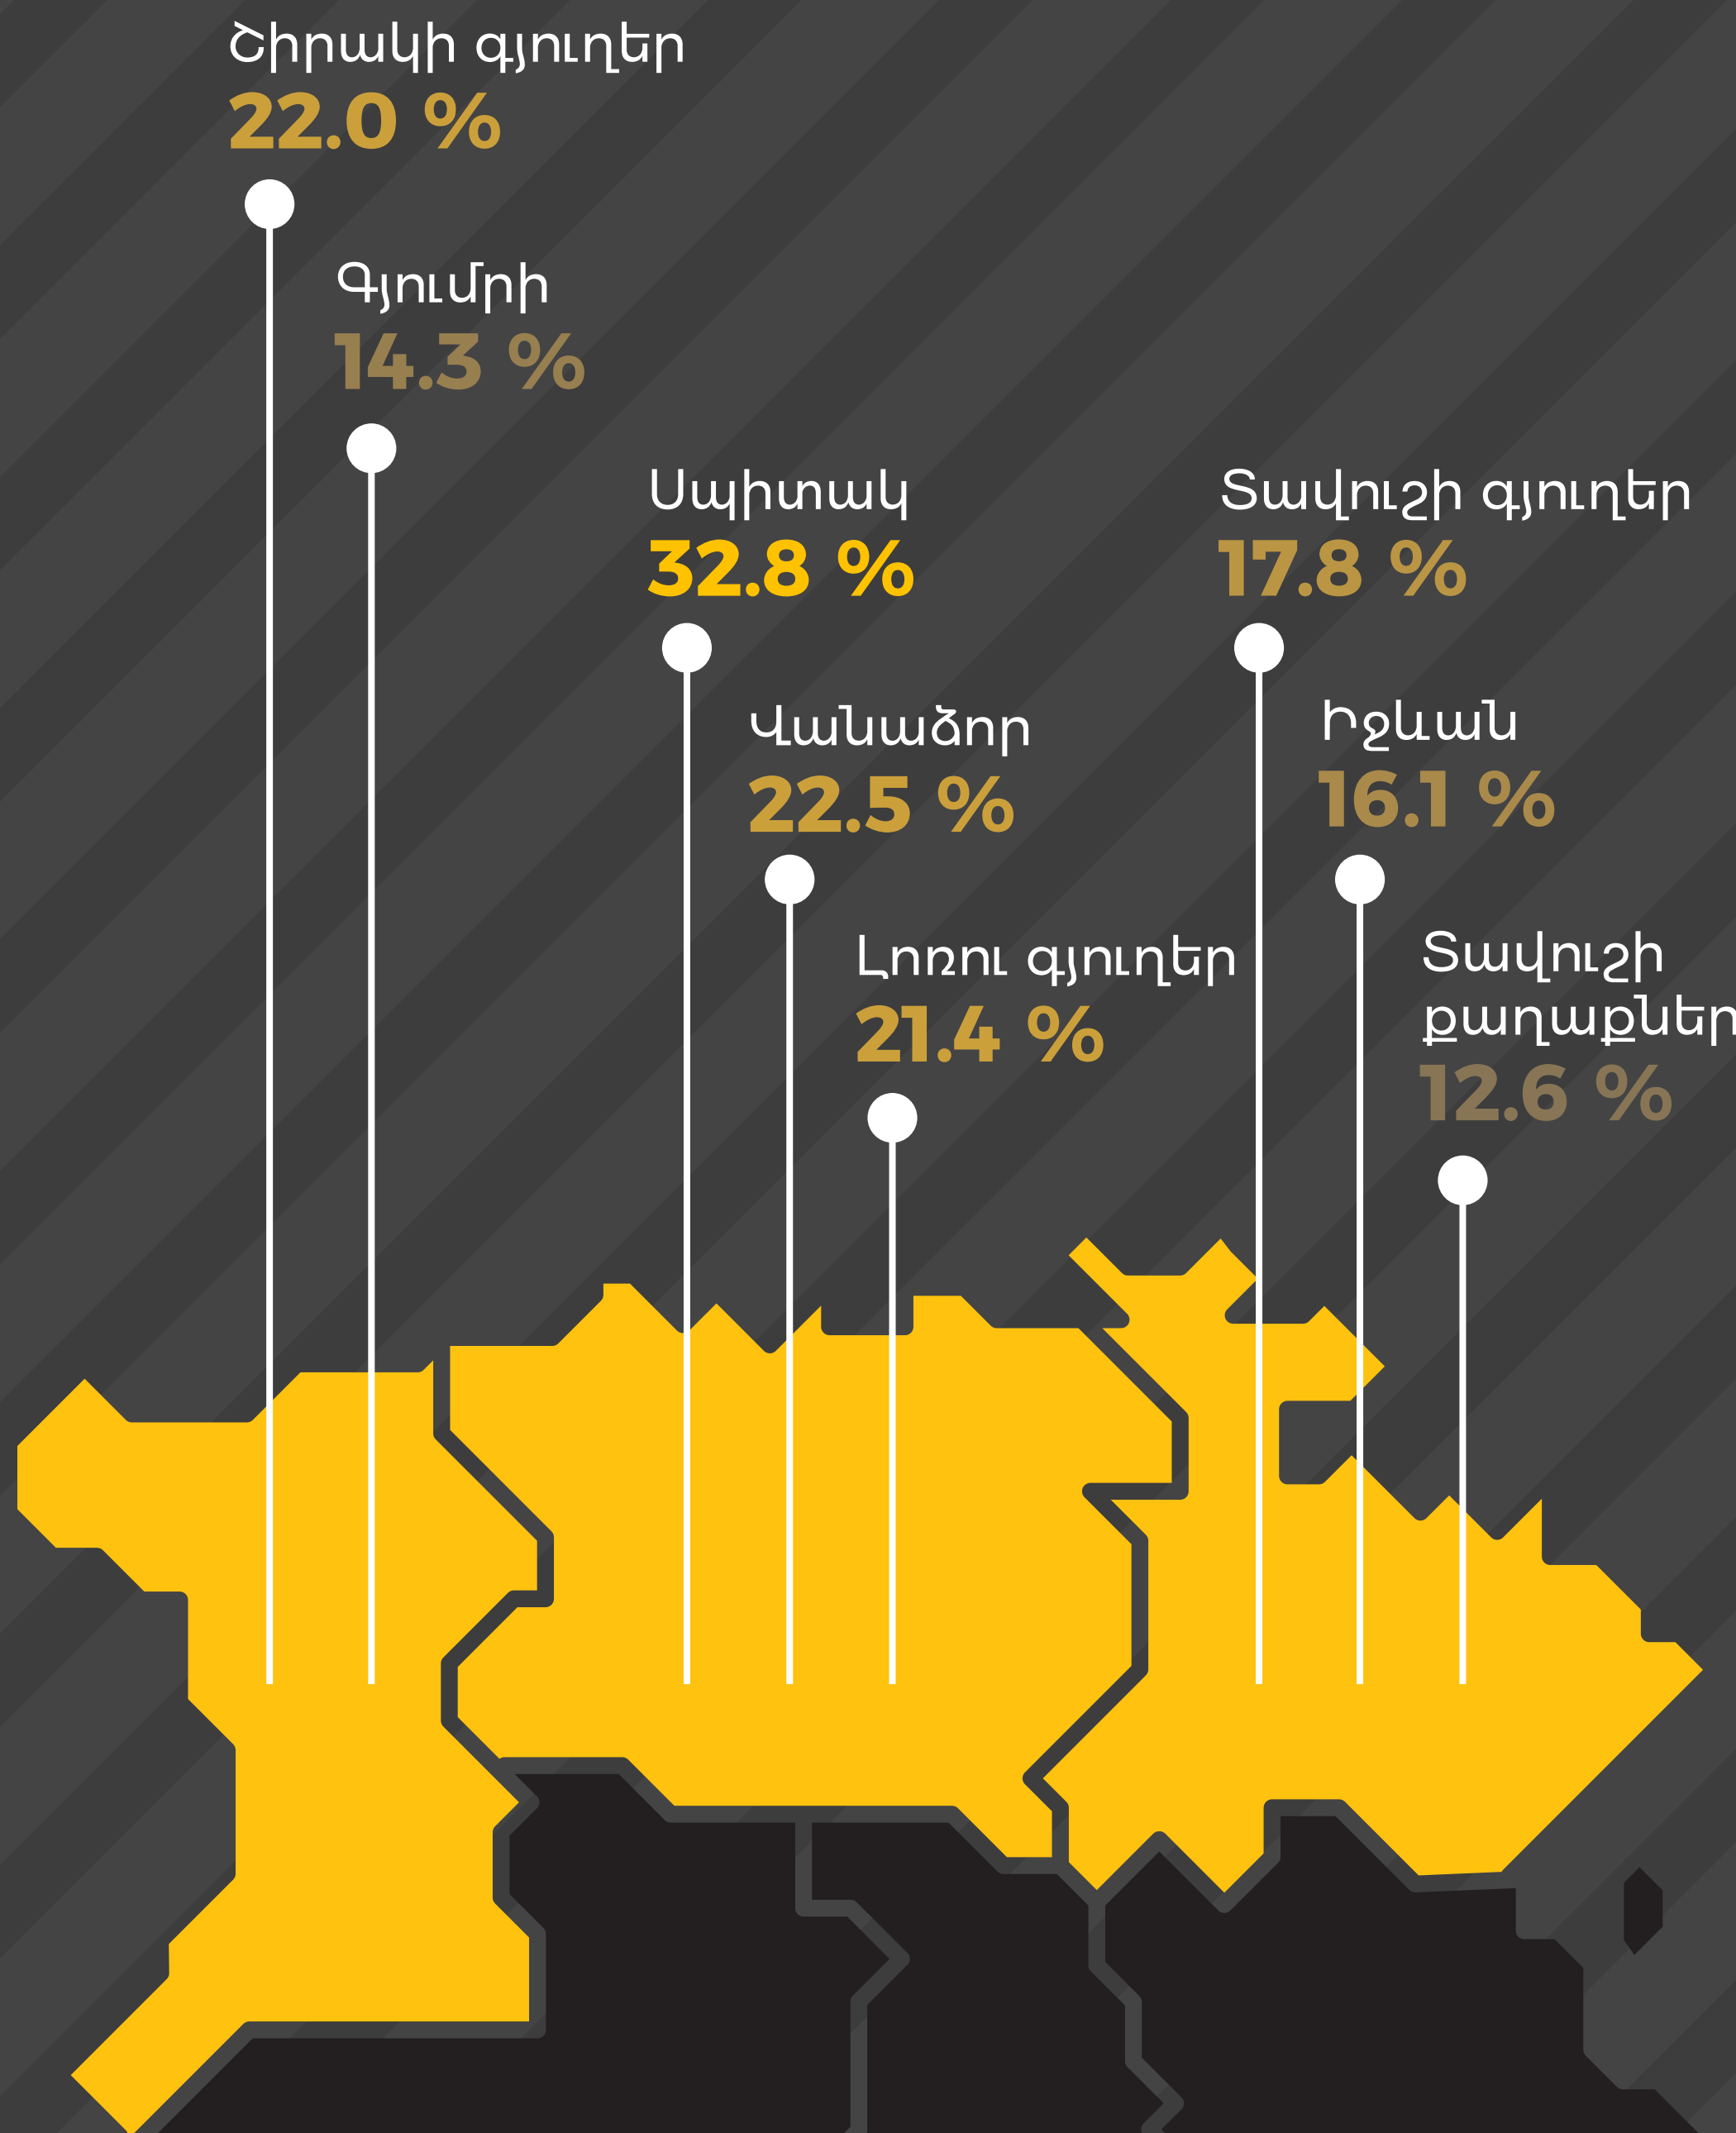 Շիրակի գյուղեր
22.0 %
Գյումրի
14.3 %
Սպիտակ
32.8 %
Տավուշի գյուղեր
17.8 %
Վանաձոր
22.5 %
Իջևան
16.1 %
Լոռու գյուղեր
21.4 %
Տավուշի
քաղաքներ
12.6 %